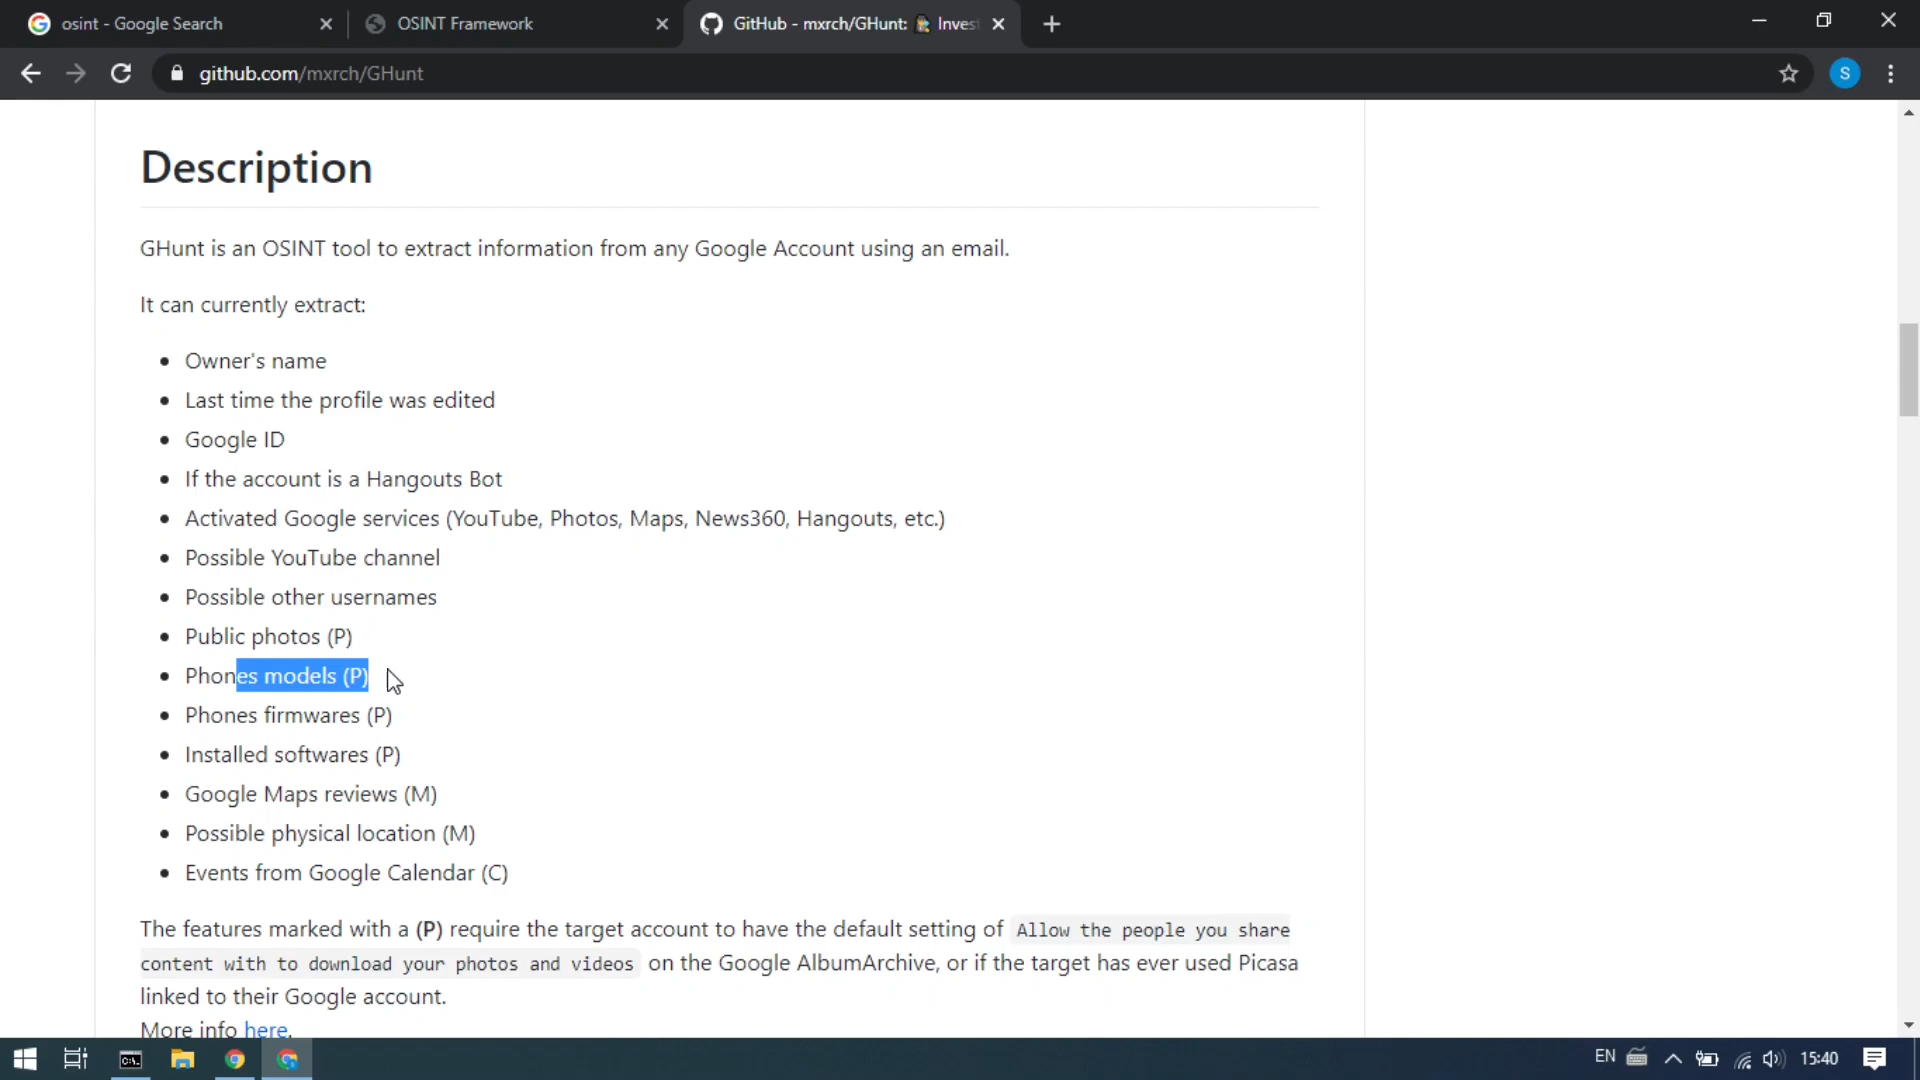 osint - Google Search
OSINT Framework
GitHub - mxrch/GHunt: Inves
github.com/mxrch/GHunt
S
Description
GHunt is an OSINT tool to extract information from any Google Account using an email.
It can currently extract:
Owner's name
Last time the profile was edited
Google ID
If the account is a Hangouts Bot
Activated Google services (YouTube, Photos, Maps, News360, Hangouts, etc.)
Possible YouTube channel
Possible other usernames
Public photos (P)
Phones models (P)
Phones firmwares (P)
Installed softwares (P)
Google Maps reviews (M)
Possible physical location (M)
Events from Google Calendar (C)
The features marked with a (P) require the target account to have the default setting of Allow the people you share
content with to download your photos and videos on the Google AlbumArchive, or if the target has ever used Picasa
linked to their Google account.
More info here.
EN
15:40